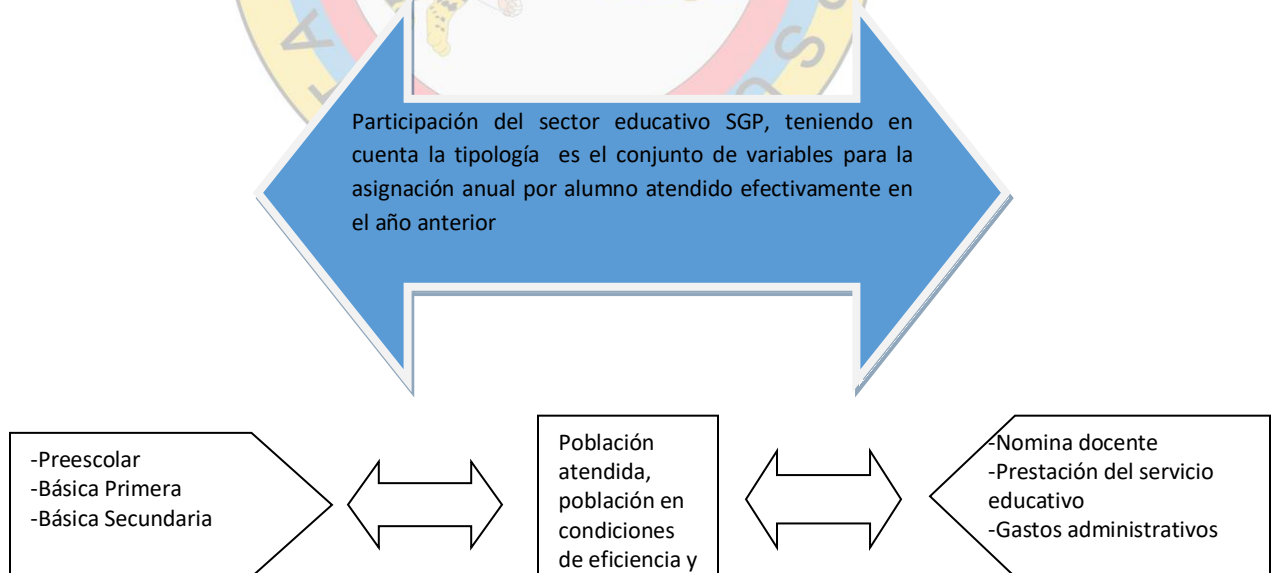 Participación del sector educativo SGP, teniendo en
cuenta la tipología es el conjunto de variables para la
asignación anual por alumno atendido efectivamente en
el año anterior
-Preescolar
-Básica Primera
-Básica Secundaria
Población
atendida,
población en
condiciones
de eficiencia y
-Nomina docente
-Prestación del servicio
educativo
-Gastos administrativos